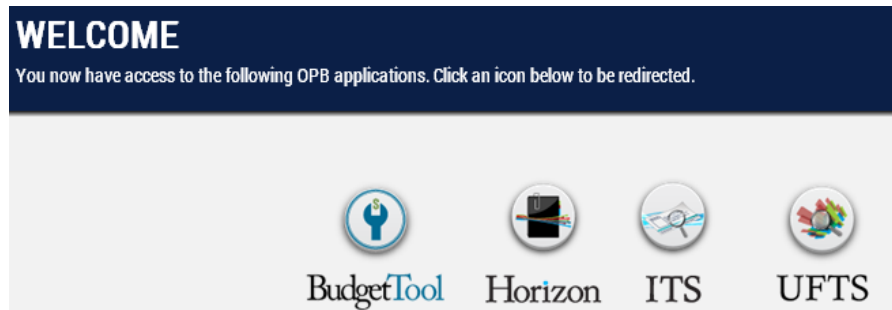 WELCOME
You now have access to the following OPB applications. Click an icon below to be redirected.
$
BudgetTool Horizon ITS UFTS